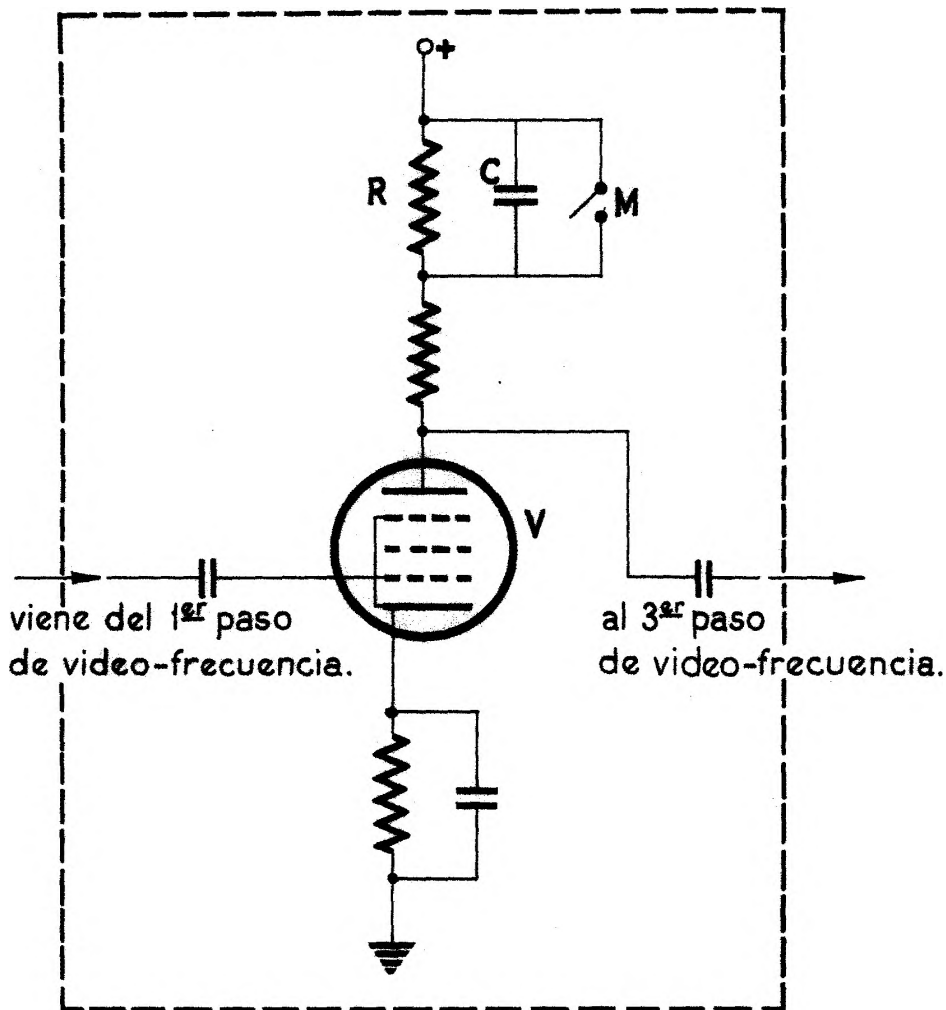 +
R
C
M
V
viene del 1er paso
de video-frecuencia.
al 3er paso
de video-frecuencia.